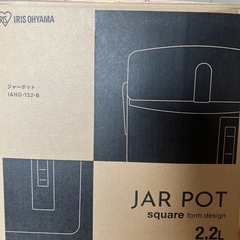 IRIS OHYAMA
ジャーポット
IAHD-122-B
JAR POT
square form design
2.2L